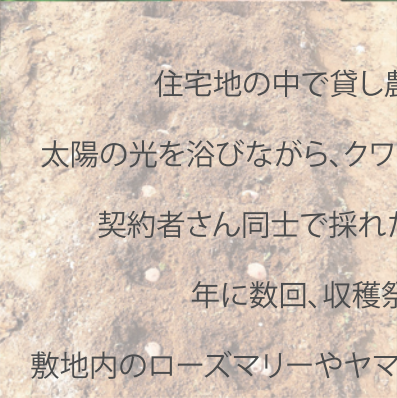 住宅地の中で貸し農
太陽の光を浴びながら、クワ
契約者さん同士で採れた
年に数回、収穫祭
敷地内のローズマリーやヤマ